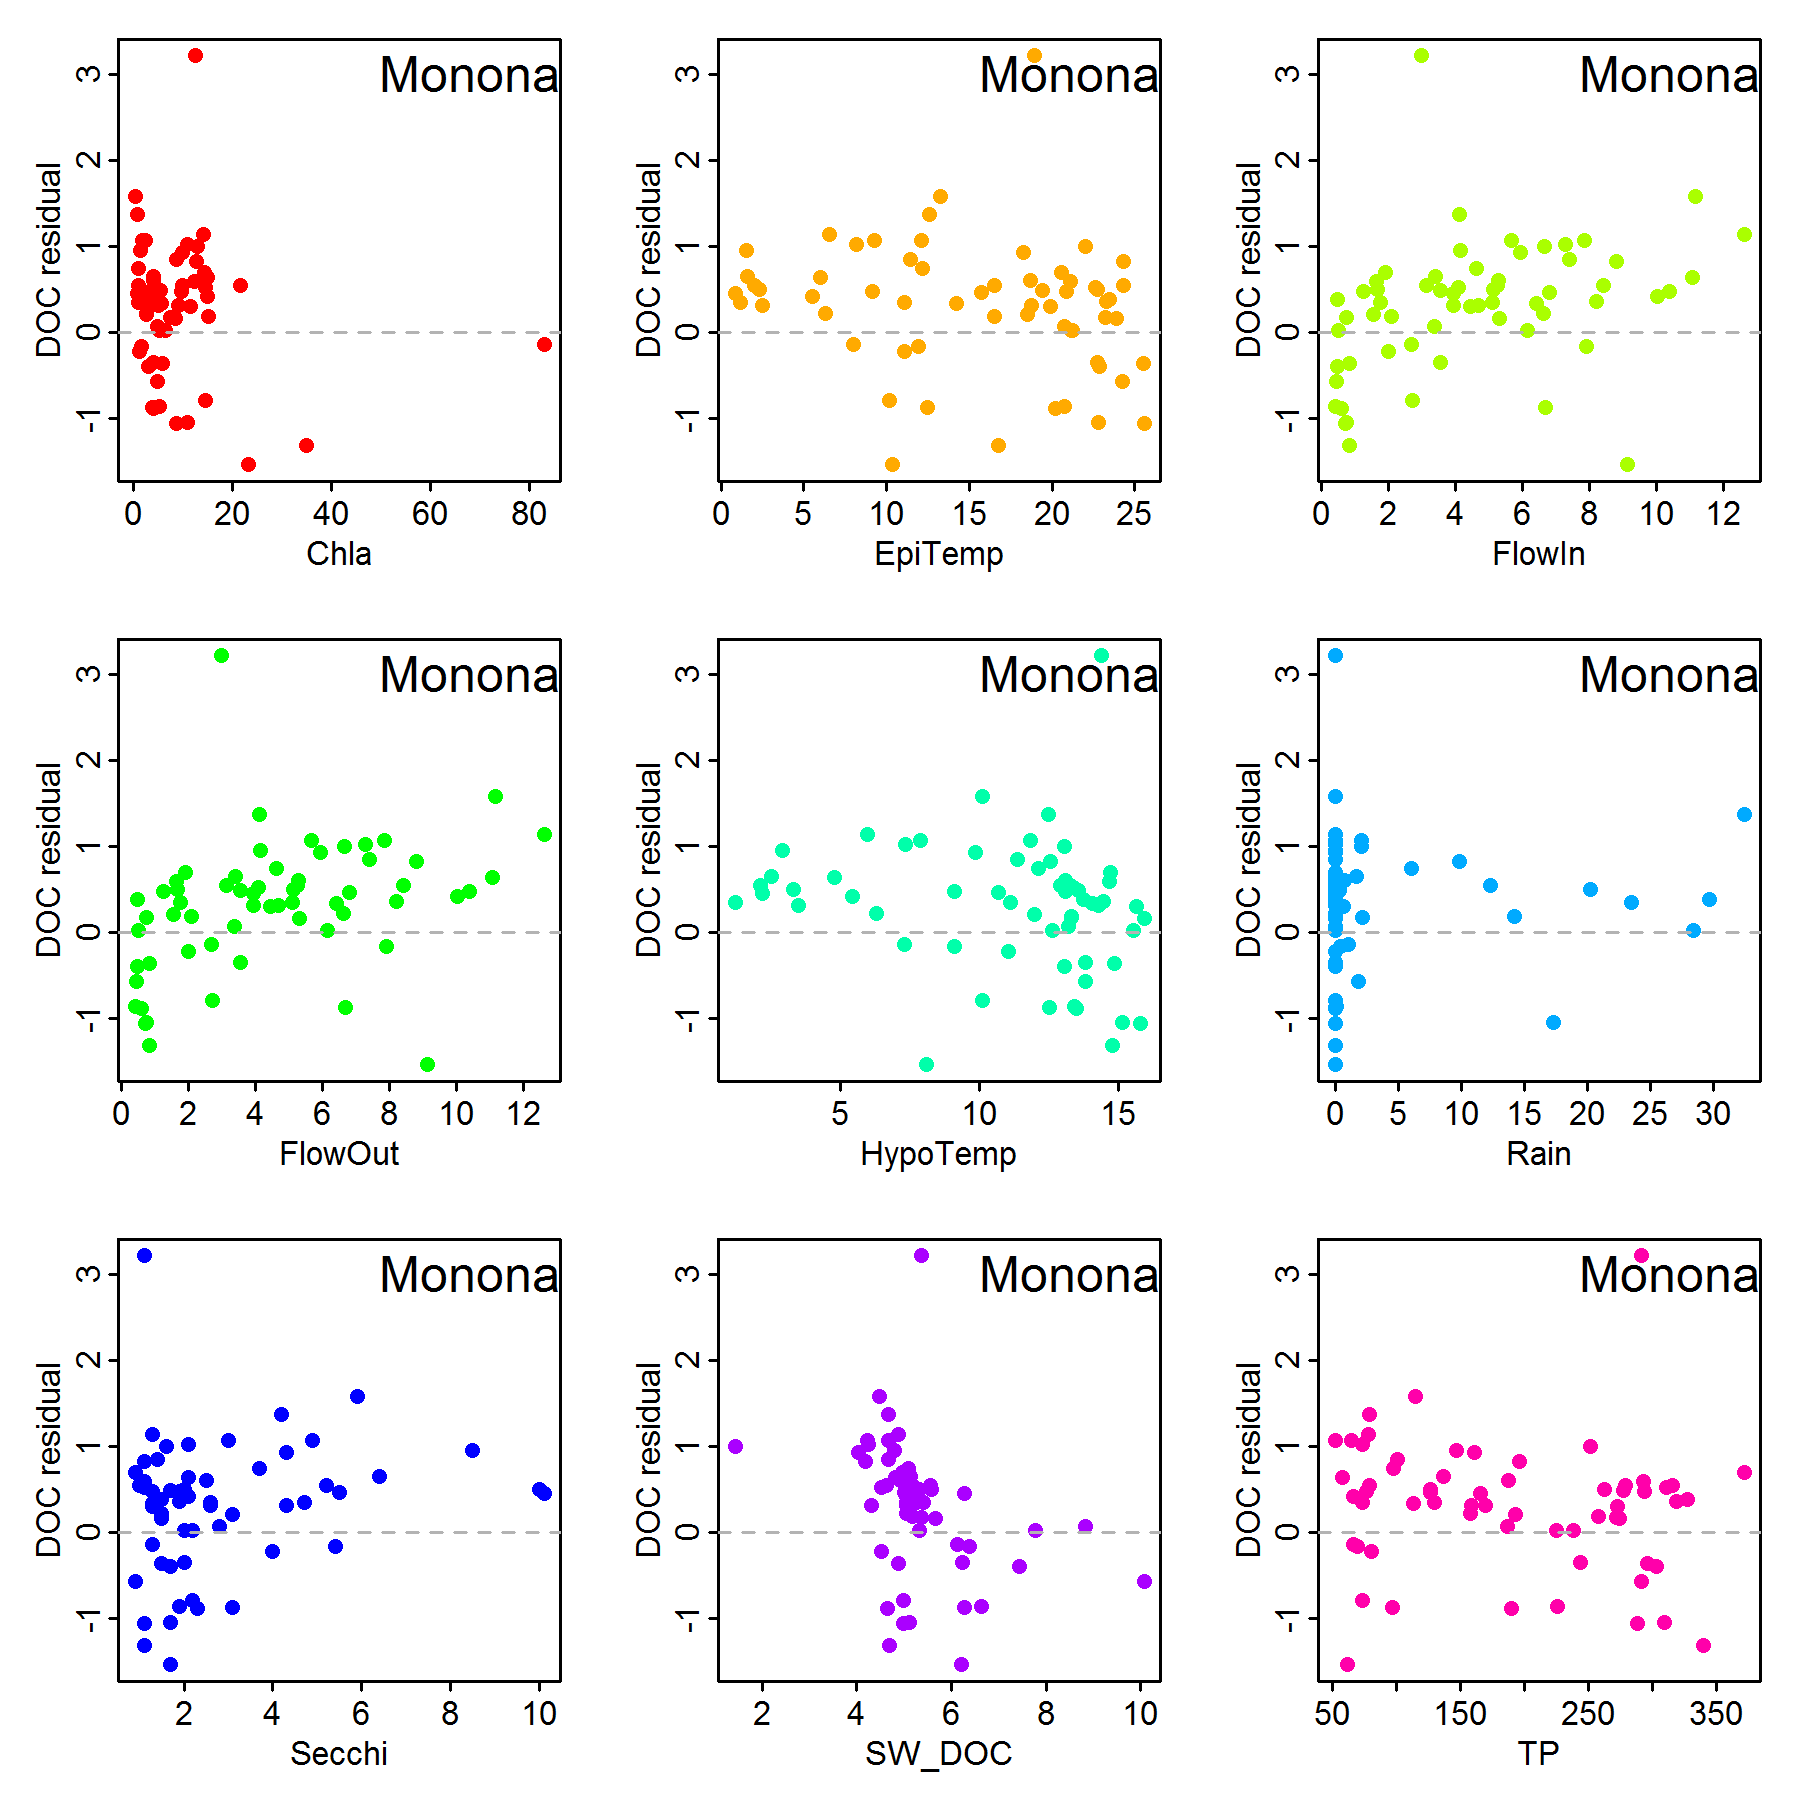 Monona
DOC residual
-1 0 1 2 3
0 20 40 60 80
Chla
Monona
DOC residual
-1 0 1 2 3
0 5 10 15 20 25
EpiTemp
Monona
DOC residual
-1 0 1 2 3
0 2 4 6 8 10 12
FlowIn
Monona
DOC residual
-1 0 1 2 3
0 2 4 6 8 10 12
FlowOut
Monona
DOC residual
-1 0 1 2 3
5 10 15
HypoTemp
Monona
DOC residual
-1 0 1 2 3
0 5 10 15 20 25 30
Rain
Monona
DOC residual
-1 0 1 2 3
2 4 6 8 10
Secchi
Monona
DOC residual
-1 0 1 2 3
2 4 6 8 10
SW_DOC
Monona
DOC residual
-1 0 1 2 3
50 150 250 350
TP